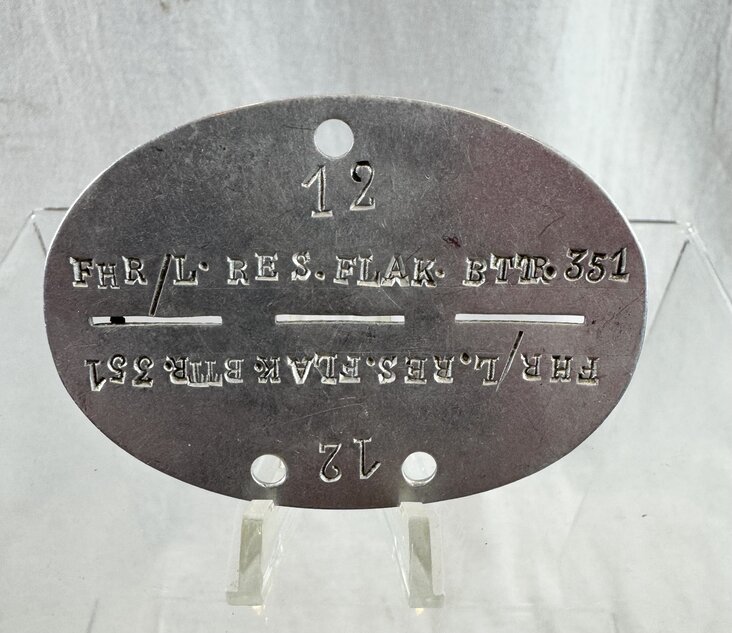 12
FHR/L. RES. FLAK. BTTR. 351
FHR/L.RES.FLAK.BTTR.351
12